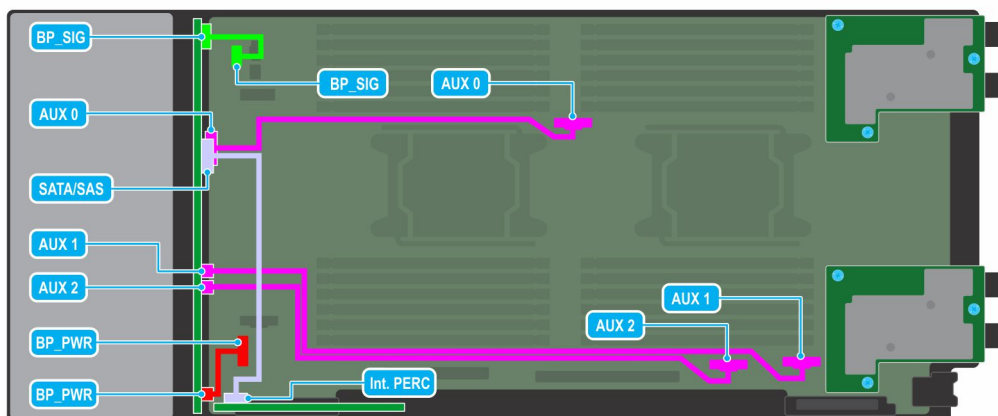 BP_SIG
BP_SIG
AUX 0
AUX 0
SATA/SAS
AUX 1
AUX 2
AUX 1
AUX 2
BP_PWR
Int. PERC
BP_PWR